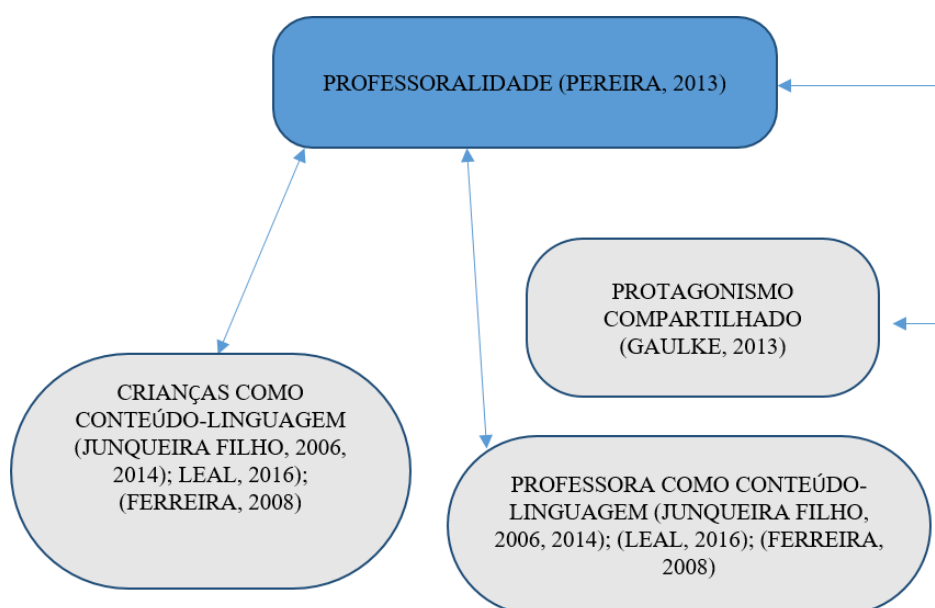 PROFESSORALIDADE (PEREIRA, 2013)
PROTAGONISMO
COMPARTILHADO
(GAULKE, 2013)
CRIANÇAS COMO
CONTEÚDO-LINGUAGEM
(JUNQUEIRA FILHO, 2006,
2014); LEAL, 2016);
(FERREIRA, 2008)
PROFESSORA COMO CONTEÚDO-
LINGUAGEM (JUNQUEIRA FILHO,
2006, 2014); (LEAL, 2016); (FERREIRA,
2008)